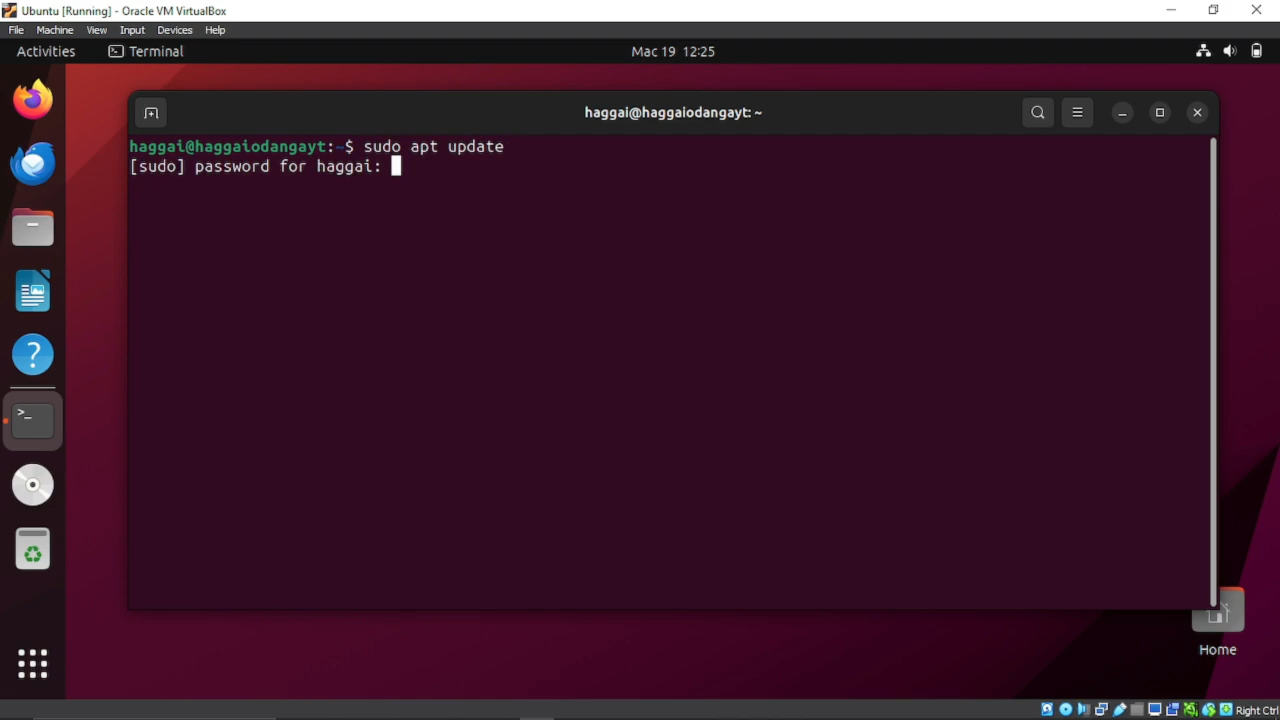 Ubuntu [Running] - Oracle VM VirtualBox
File Machine View Input Devices Help
Activities Terminal Mac 19 12:25
haggai@haggaiodangayt: ~
haggai@haggaiodangayt:~$ sudo apt update
[sudo] password for haggai:
Home
Right Ctrl